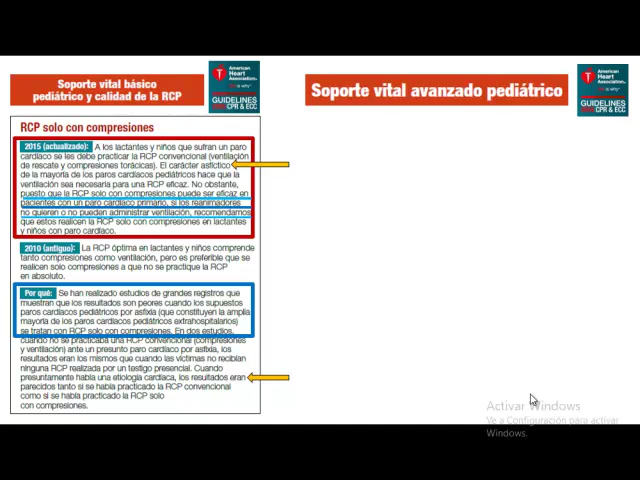 Soporte vital básico
pediátrico y calidad de la RCP
American
Heart
Association
is why
GUIDELINES
CPR & ECC
RCP solo con compresiones
2015 (actualizado): A los lactantes y niños que sufran un paro
cardíaco se les debe practicar la RCP convencional (ventilación
de rescate y compresiones torácicas). El carácter asfíctico
de la mayoría de los paros cardíacos pediátricos hace que la
ventilación sea necesaria para una RCP eficaz. No obstante,
puesto que la RCP solo con compresiones puede ser eficaz en
pacientes con un paro cardíaco primario, si los reanimadores
no quieren o no pueden administrar ventilación, recomendamos
que estos realicen la RCP solo con compresiones en lactantes
y niños con paro cardíaco.
2010 (antiguo): La RCP óptima en lactantes y niños comprende
tanto compresiones como ventilación, pero es preferible que se
realicen solo compresiones a que no se practique la RCP
en absoluto.
Por qué: Se han realizado estudios de grandes registros que
muestran que los resultados son peores cuando los supuestos
paros cardíacos pediátricos por asfixia (que constituyen la amplia
mayoría de los paros cardíacos pediátricos extrahospitalarios)
se tratan con RCP solo con compresiones. En dos estudios,
cuando no se practicaba una RCP convencional (compresiones
y ventilación) ante un presunto paro cardíaco por asfixia, los
resultados eran los mismos que cuando las víctimas no recibían
ninguna RCP realizada por un testigo presencial. Cuando
presuntamente había una etiología cardíaca, los resultados eran
parecidos tanto si se había practicado la RCP convencional
como si se había practicado la RCP solo
con compresiones.
Soporte vital avanzado pediátrico
American
Heart
Association
is why
GUIDELINES
CPR & ECC
Activar Windows
Ve a Configuración para activar
Windows.